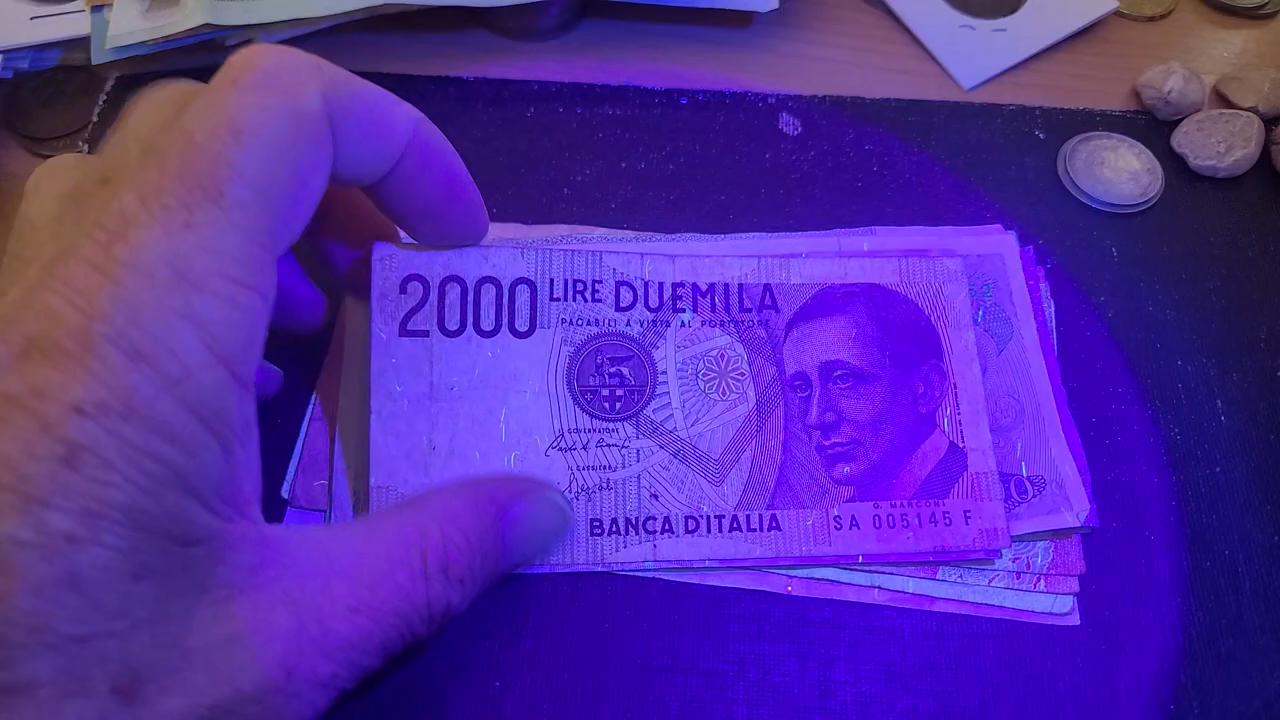 2000 LIRE DUEMILA
PAGABILI A VISTA AL PORTATORE
IL GOVERNATORE
IL CASSIERE
G. MARCONI
BANCA D'ITALIA
SA 005145 F